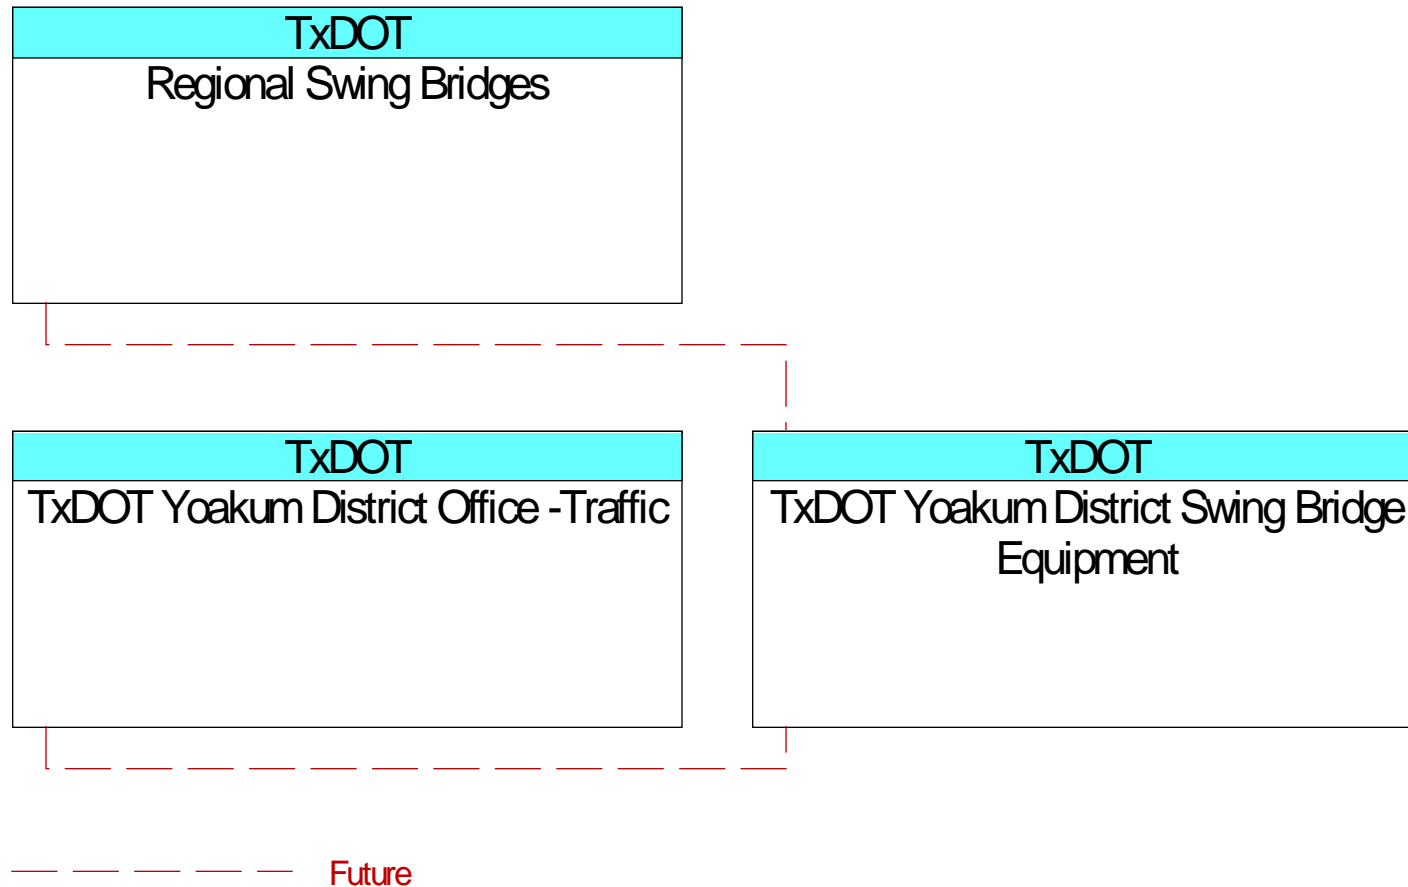 TxDOT
Regional Swing Bridges
TxDOT
TxDOT Yoakum District Office -Traffic
TxDOT
TxDOT Yoakum District Swing Bridge
Equipment
Future